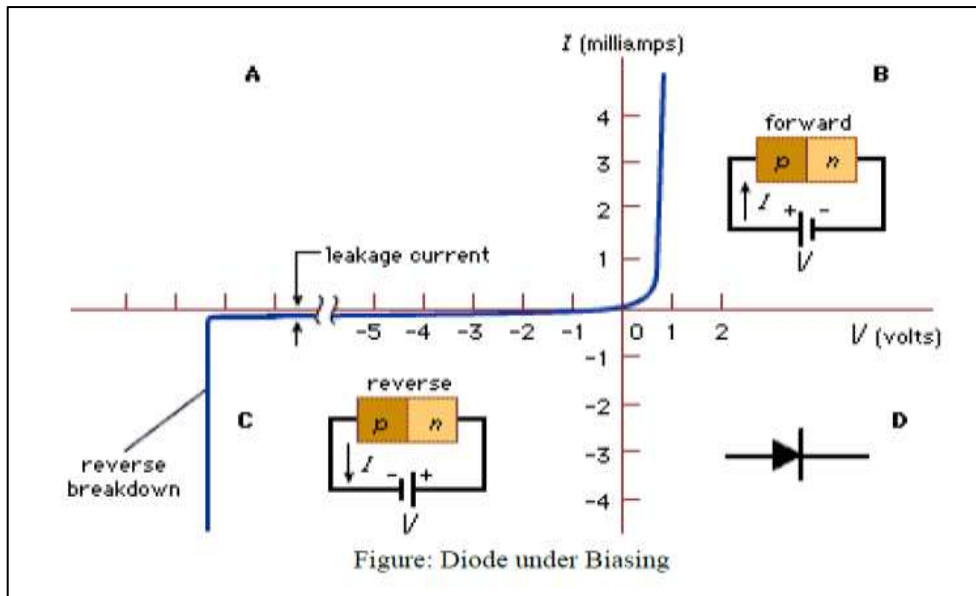 I (milliamps)
A
B
4
forward
3
p n
2
I + -
leakage current
1
V
-5 -4 -3 -2 -1 0 1 2 V (volts)
-1
reverse
-2
C
p n
D
reverse
breakdown
I - +
-3
V
-4
Figure: Diode under Biasing